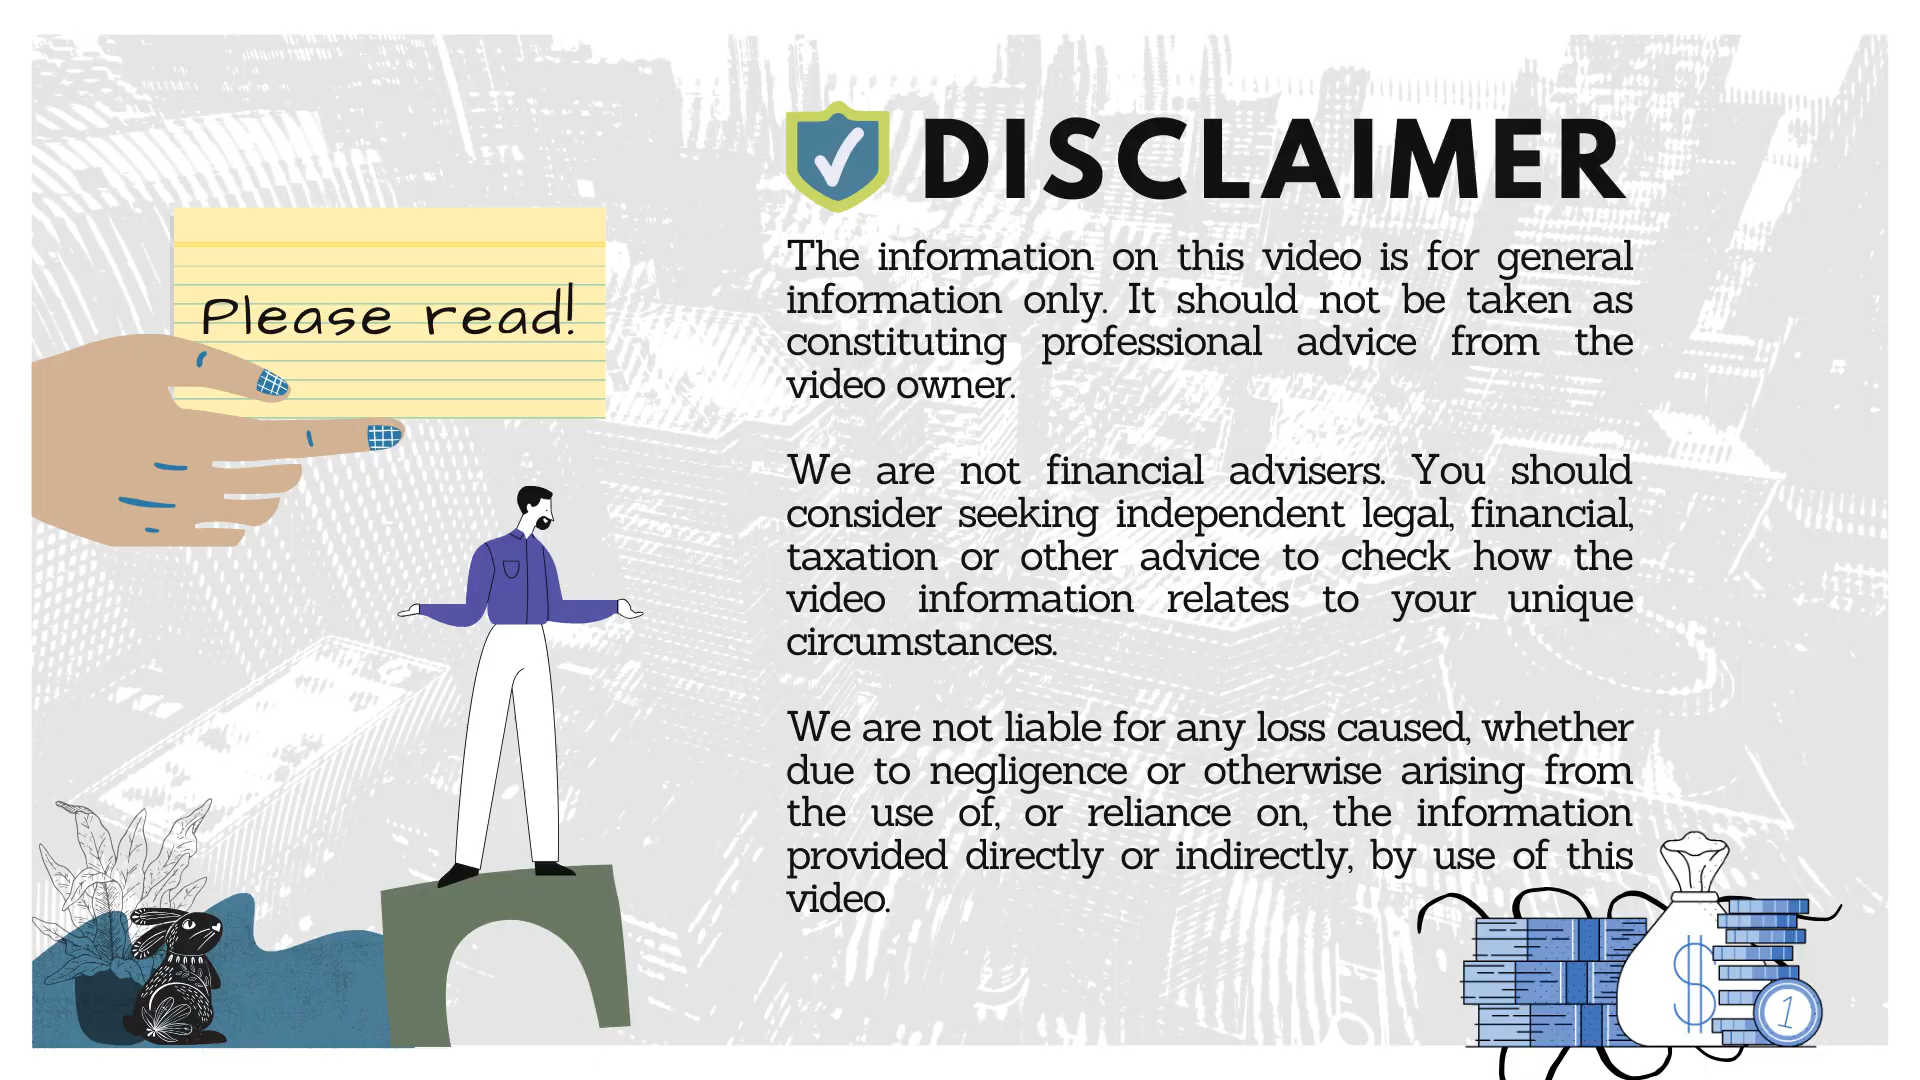 DISCLAIMER
Please read!
The information on this video is for general
information only. It should not be taken as
constituting professional advice from the
video owner.
We are not financial advisers. You should
consider seeking independent legal, financial,
taxation or other advice to check how the
video information relates to your unique
circumstances.
We are not liable for any loss caused, whether
due to negligence or otherwise arising from
the use of, or reliance on, the information
provided directly or indirectly, by use of this
video.
$
1